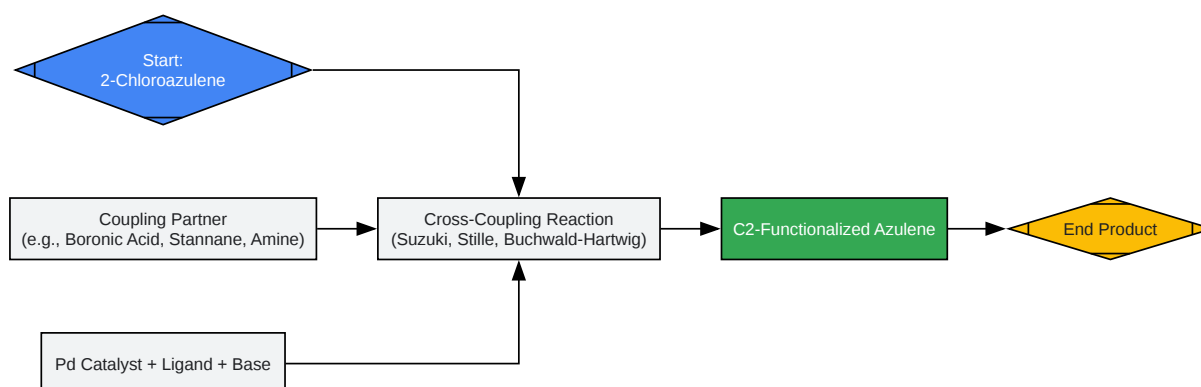 Start:
2-Chloroazulene
Coupling Partner
(e.g., Boronic Acid, Stannane, Amine)
Cross-Coupling Reaction
(Suzuki, Stille, Buchwald-Hartwig)
C2-Functionalized Azulene
End Product
Pd Catalyst + Ligand + Base